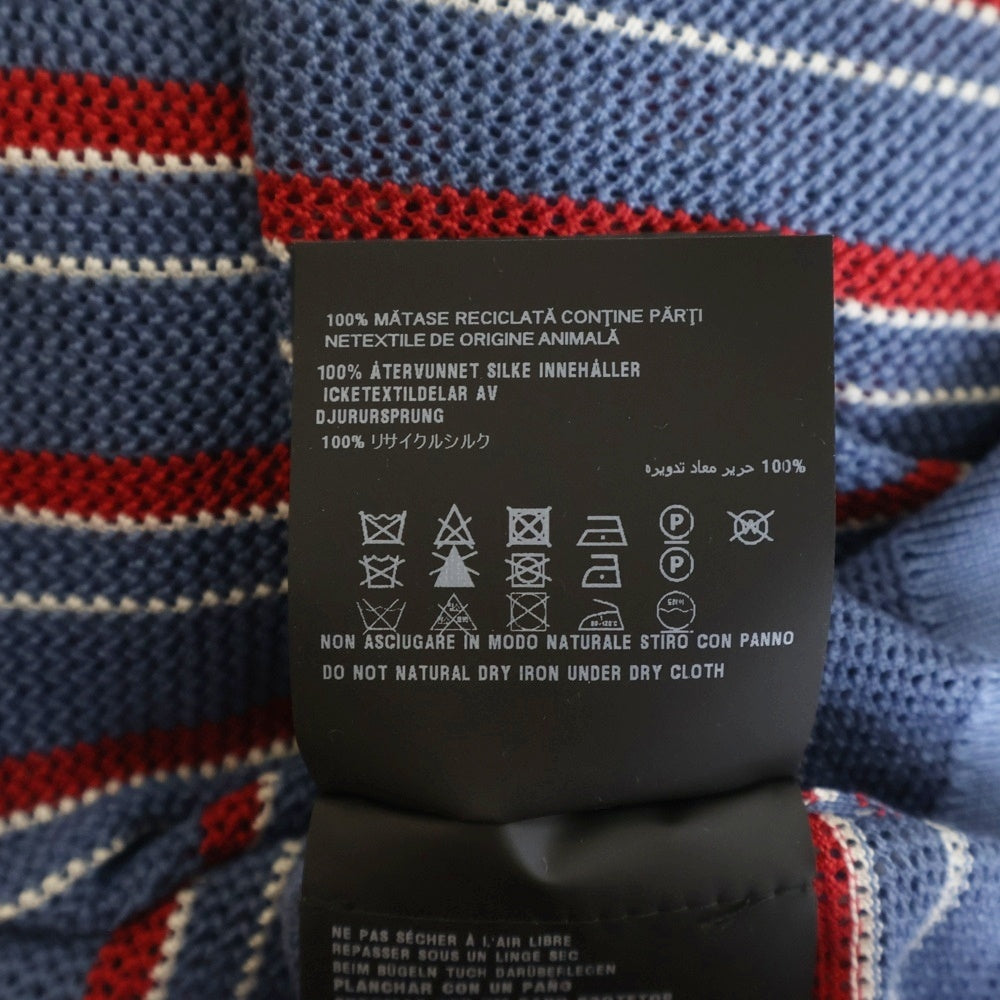 100% MĂTASE RECICLATĂ CONȚINE PĂRȚI
NETEXTILE DE ORIGINE ANIMALĂ
100% ÅTERVUNNET SILKE INNEHÅLLER
ICKETEXTILDELAR AV
DJURURSPRUNG
100% リサイクルシルク
100% حرير معاد تدويره
P
W
P
NON ASCIUGARE IN MODO NATURALE STIRO CON PANNO
DO NOT NATURAL DRY IRON UNDER DRY CLOTH
NE PAS SÉCHER À L'AIR LIBRE
REPASSER SOUS UN LINGE SEC
BEIM BÜGELN TUCH DARÜBEFLEGEN
PLANCHAR CON UN PAÑO